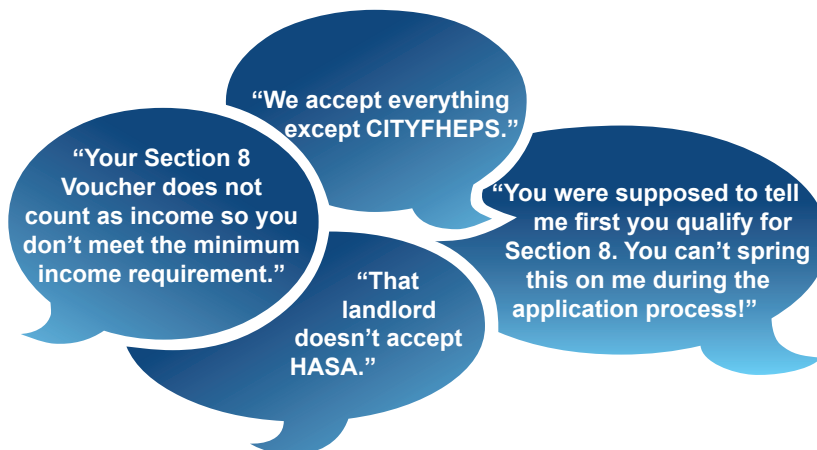 “We accept everything
except CITYFHEPS.”
“Your Section 8
Voucher does not
count as income so you
don’t meet the minimum
income requirement.”
“You were supposed to tell
me first you qualify for
Section 8. You can’t spring
this on me during the
application process!”
“That
landlord
doesn’t accept
HASA.”